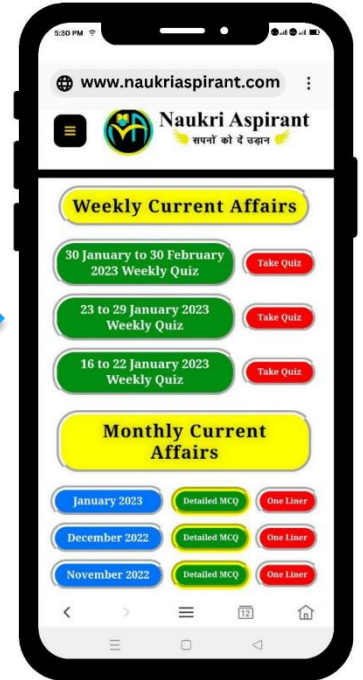 5:30 PM
www.naukriaspirant.com
Naukri Aspirant
सपनों को दें उड़ान
Weekly Current Affairs
30 January to 30 February
2023 Weekly Quiz
Take Quiz
23 to 29 January 2023
Weekly Quiz
Take Quiz
16 to 22 January 2023
Weekly Quiz
Take Quiz
Monthly Current
Affairs
January 2023 Detailed MCQ One Liner
December 2022 Detailed MCQ One Liner
November 2022 Detailed MCQ One Liner
12